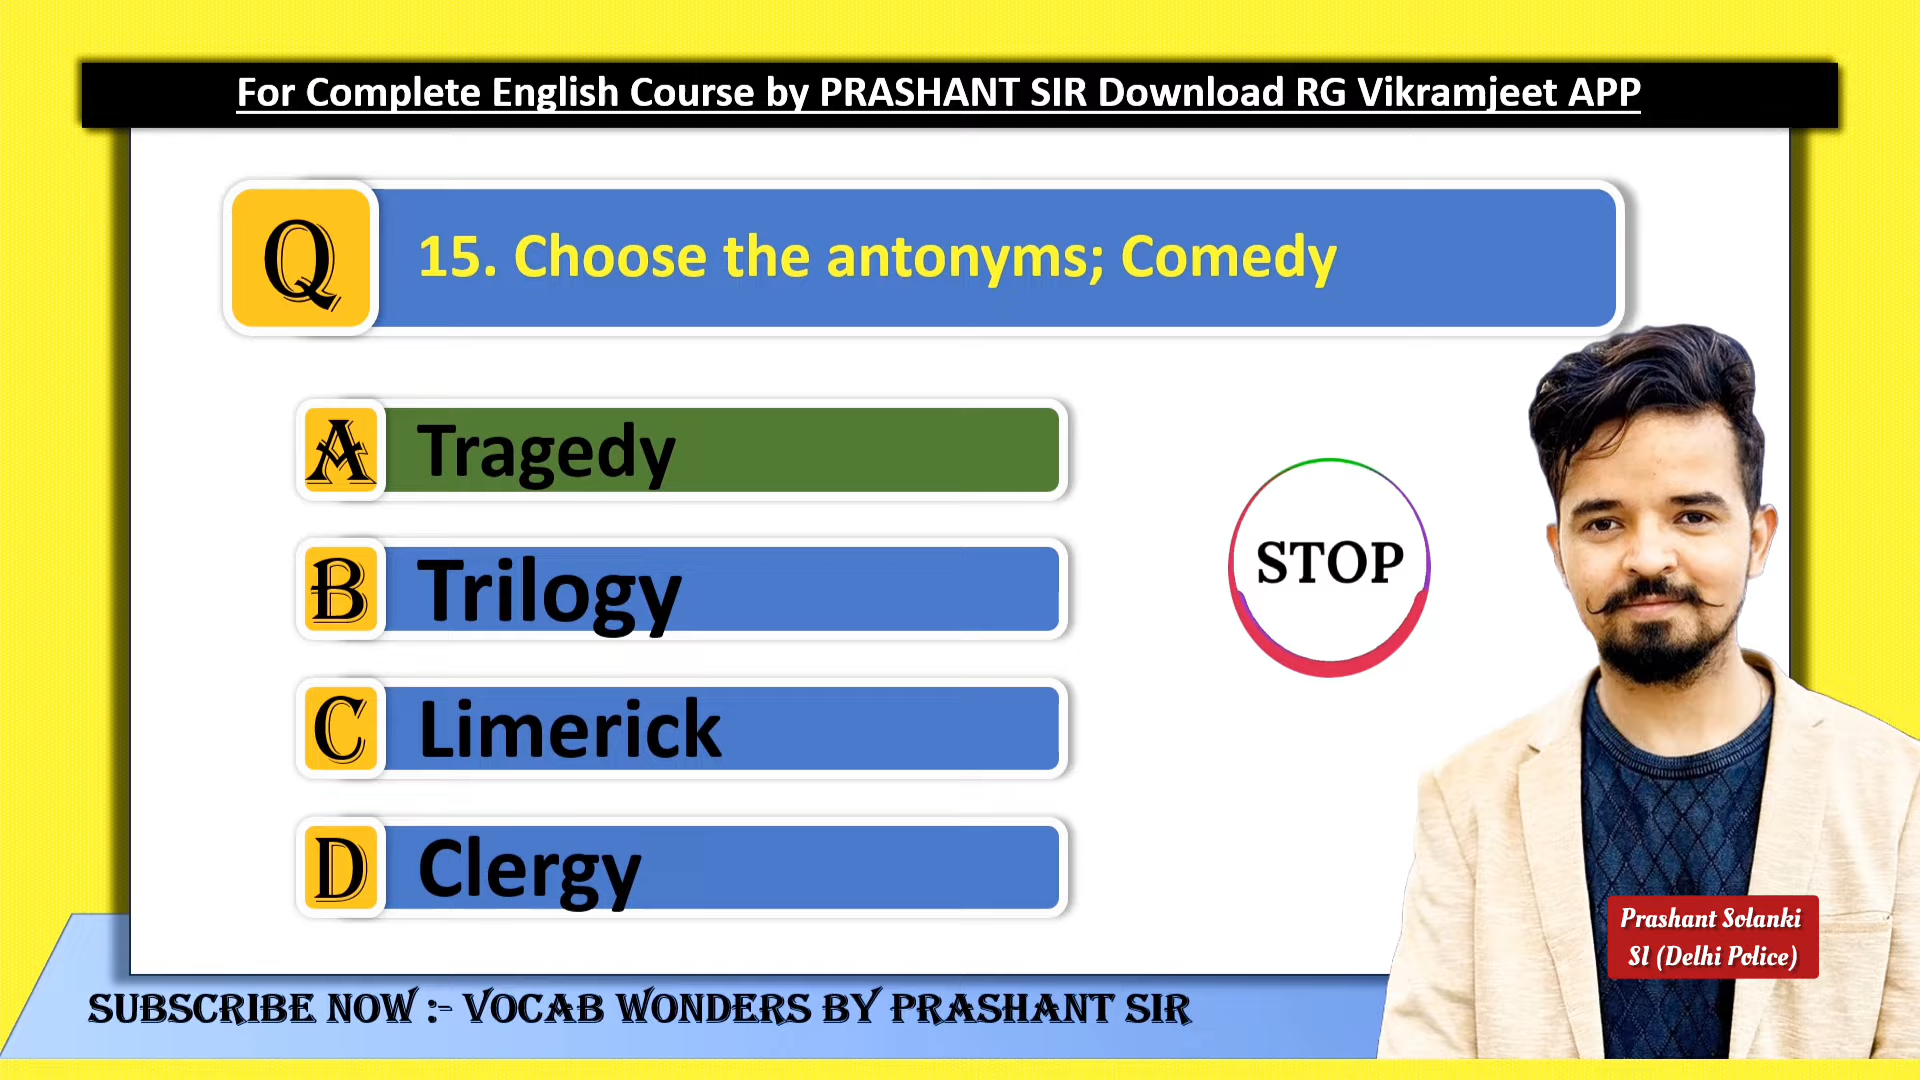 For Complete English Course by PRASHANT SIR Download RG Vikramjeet APP
Q
15. Choose the antonyms; Comedy
A Tragedy
B Trilogy
C Limerick
D Clergy
STOP
Prashant Solanki
SI (Delhi Police)
SUBSCRIBE NOW :- VOCAB WONDERS BY PRASHANT SIR